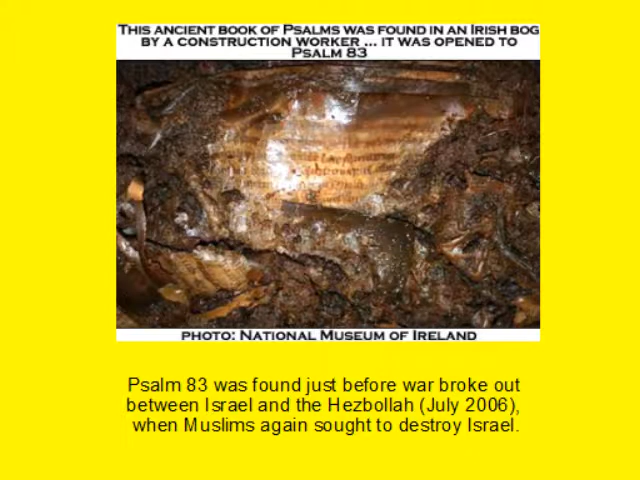 THIS ANCIENT BOOK OF PSALMS WAS FOUND IN AN IRISH BOG
BY A CONSTRUCTION WORKER ... IT WAS OPENED TO
PSALM 83
PHOTO: NATIONAL MUSEUM OF IRELAND
Psalm 83 was found just before war broke out
between Israel and the Hezbollah (July 2006),
when Muslims again sought to destroy Israel.